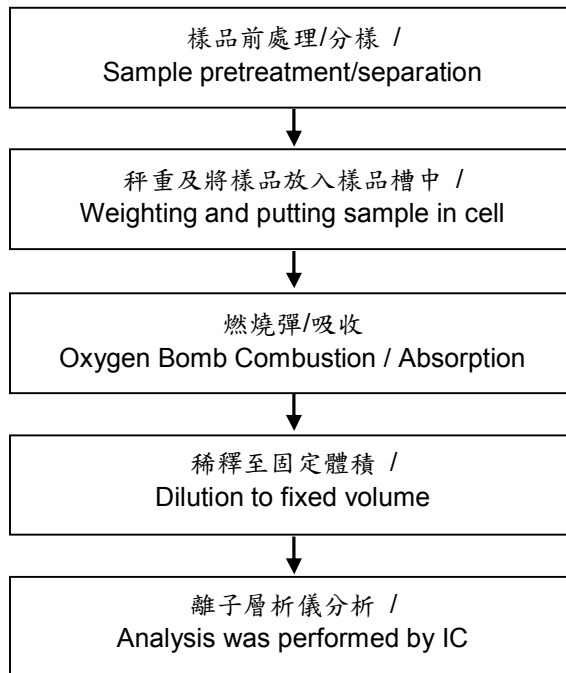 樣品前處理/分樣 /
Sample pretreatment/separation
秤重及將樣品放入樣品槽中 /
Weighting and putting sample in cell
燃燒彈/吸收
Oxygen Bomb Combustion / Absorption
稀釋至固定體積 /
Dilution to fixed volume
離子層析儀分析 /
Analysis was performed by IC